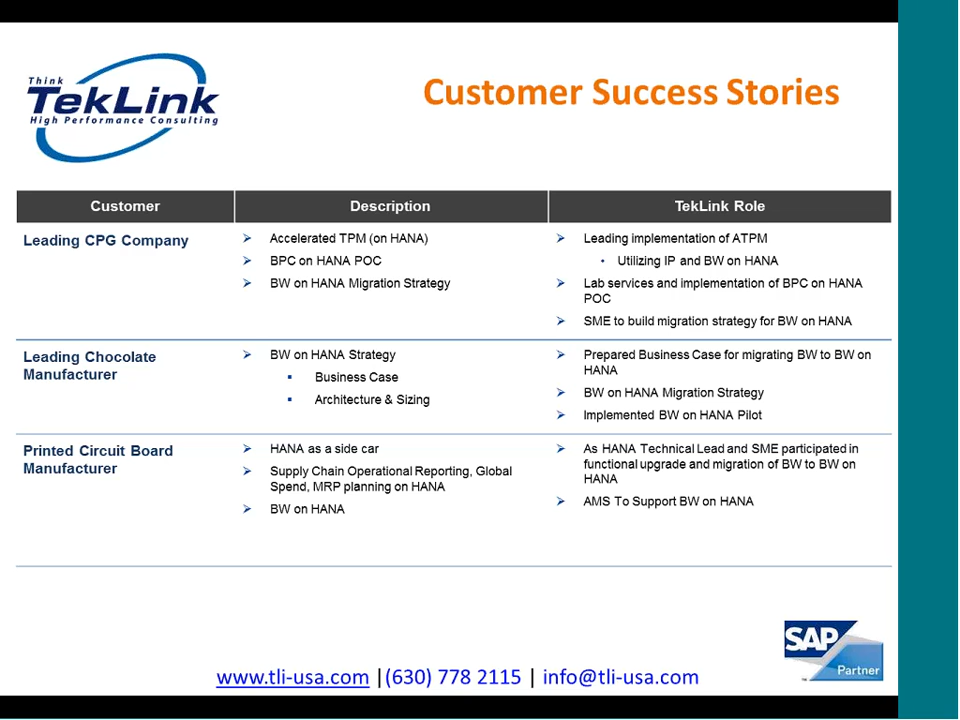 Think
TekLink
High Performance Consulting
Customer Success Stories
Customer
Description
TekLink Role
Leading CPG Company
➢ Accelerated TPM (on HANA)
➢ BPC on HANA POC
➢ BW on HANA Migration Strategy
➢ Leading implementation of ATPM
• Utilizing IP and BW on HANA
➢ Lab services and implementation of BPC on HANA
POC
➢ SME to build migration strategy for BW on HANA
Leading Chocolate
Manufacturer
➢ BW on HANA Strategy
▪ Business Case
▪ Architecture & Sizing
➢ Prepared Business Case for migrating BW to BW on
HANA
➢ BW on HANA Migration Strategy
➢ Implemented BW on HANA Pilot
Printed Circuit Board
Manufacturer
➢ HANA as a side car
➢ Supply Chain Operational Reporting, Global
Spend, MRP planning on HANA
➢ BW on HANA
➢ As HANA Technical Lead and SME participated in
functional upgrade and migration of BW to BW on
HANA
➢ AMS To Support BW on HANA
SAP
Partner
www.tli-usa.com |(630) 778 2115 | info@tli-usa.com